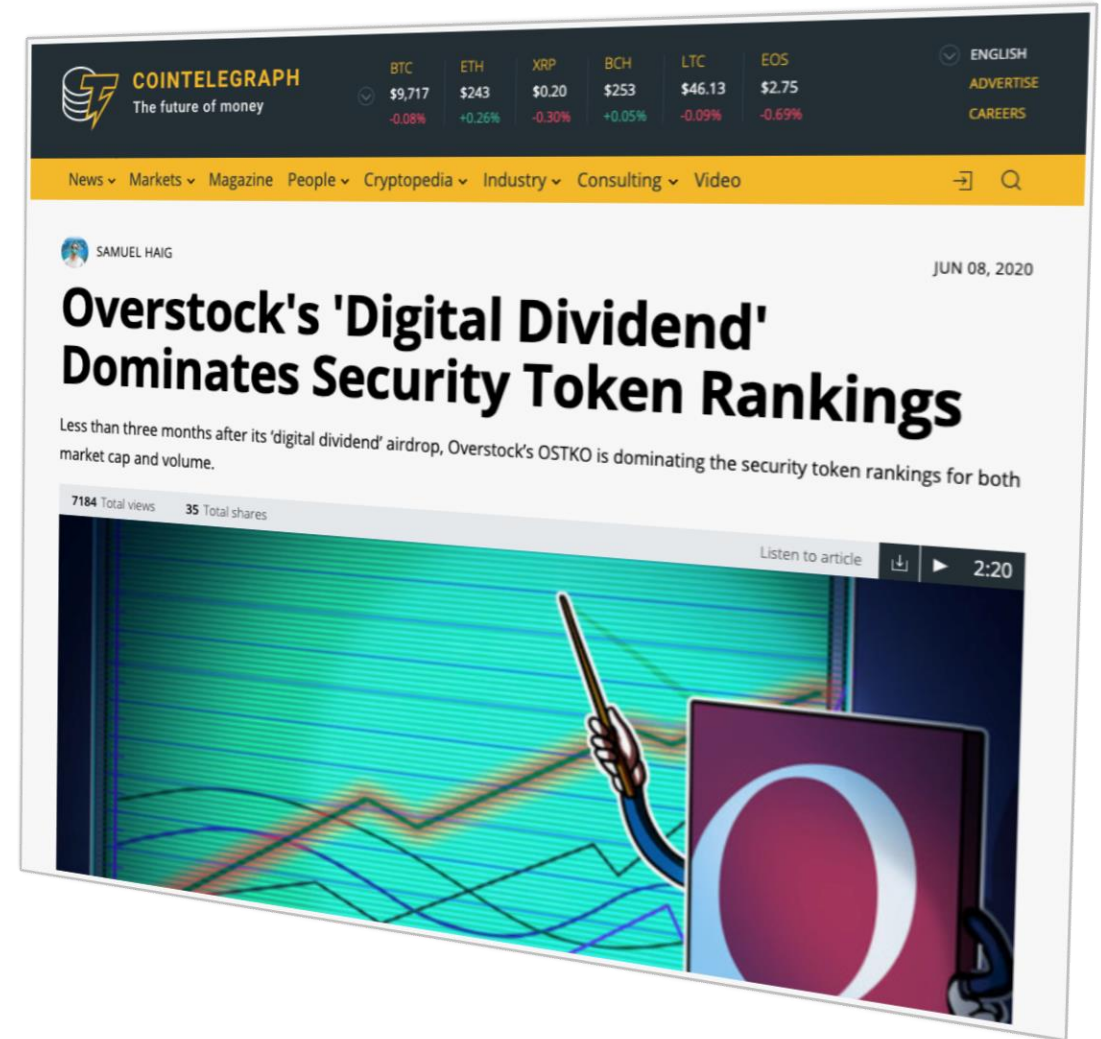 COINTELEGRAPH
The future of money
BTC ETH XRP BCH LTC EOS
$9,717 $243 $0.20 $253 $46.13 $2.75
-0.08% +0.26% -0.30% +0.05% -0.09% -0.69%
ENGLISH
ADVERTISE
CAREERS
News Markets Magazine People Cryptopedia Industry Consulting Video
SAMUEL HAIG
JUN 08, 2020
Overstock's 'Digital Dividend'
Dominates Security Token Rankings
Less than three months after its ‘digital dividend’ airdrop, Overstock’s OSTKO is dominating the security token rankings for both
market cap and volume.
7184 Total views 35 Total shares
Listen to article 2:20
O